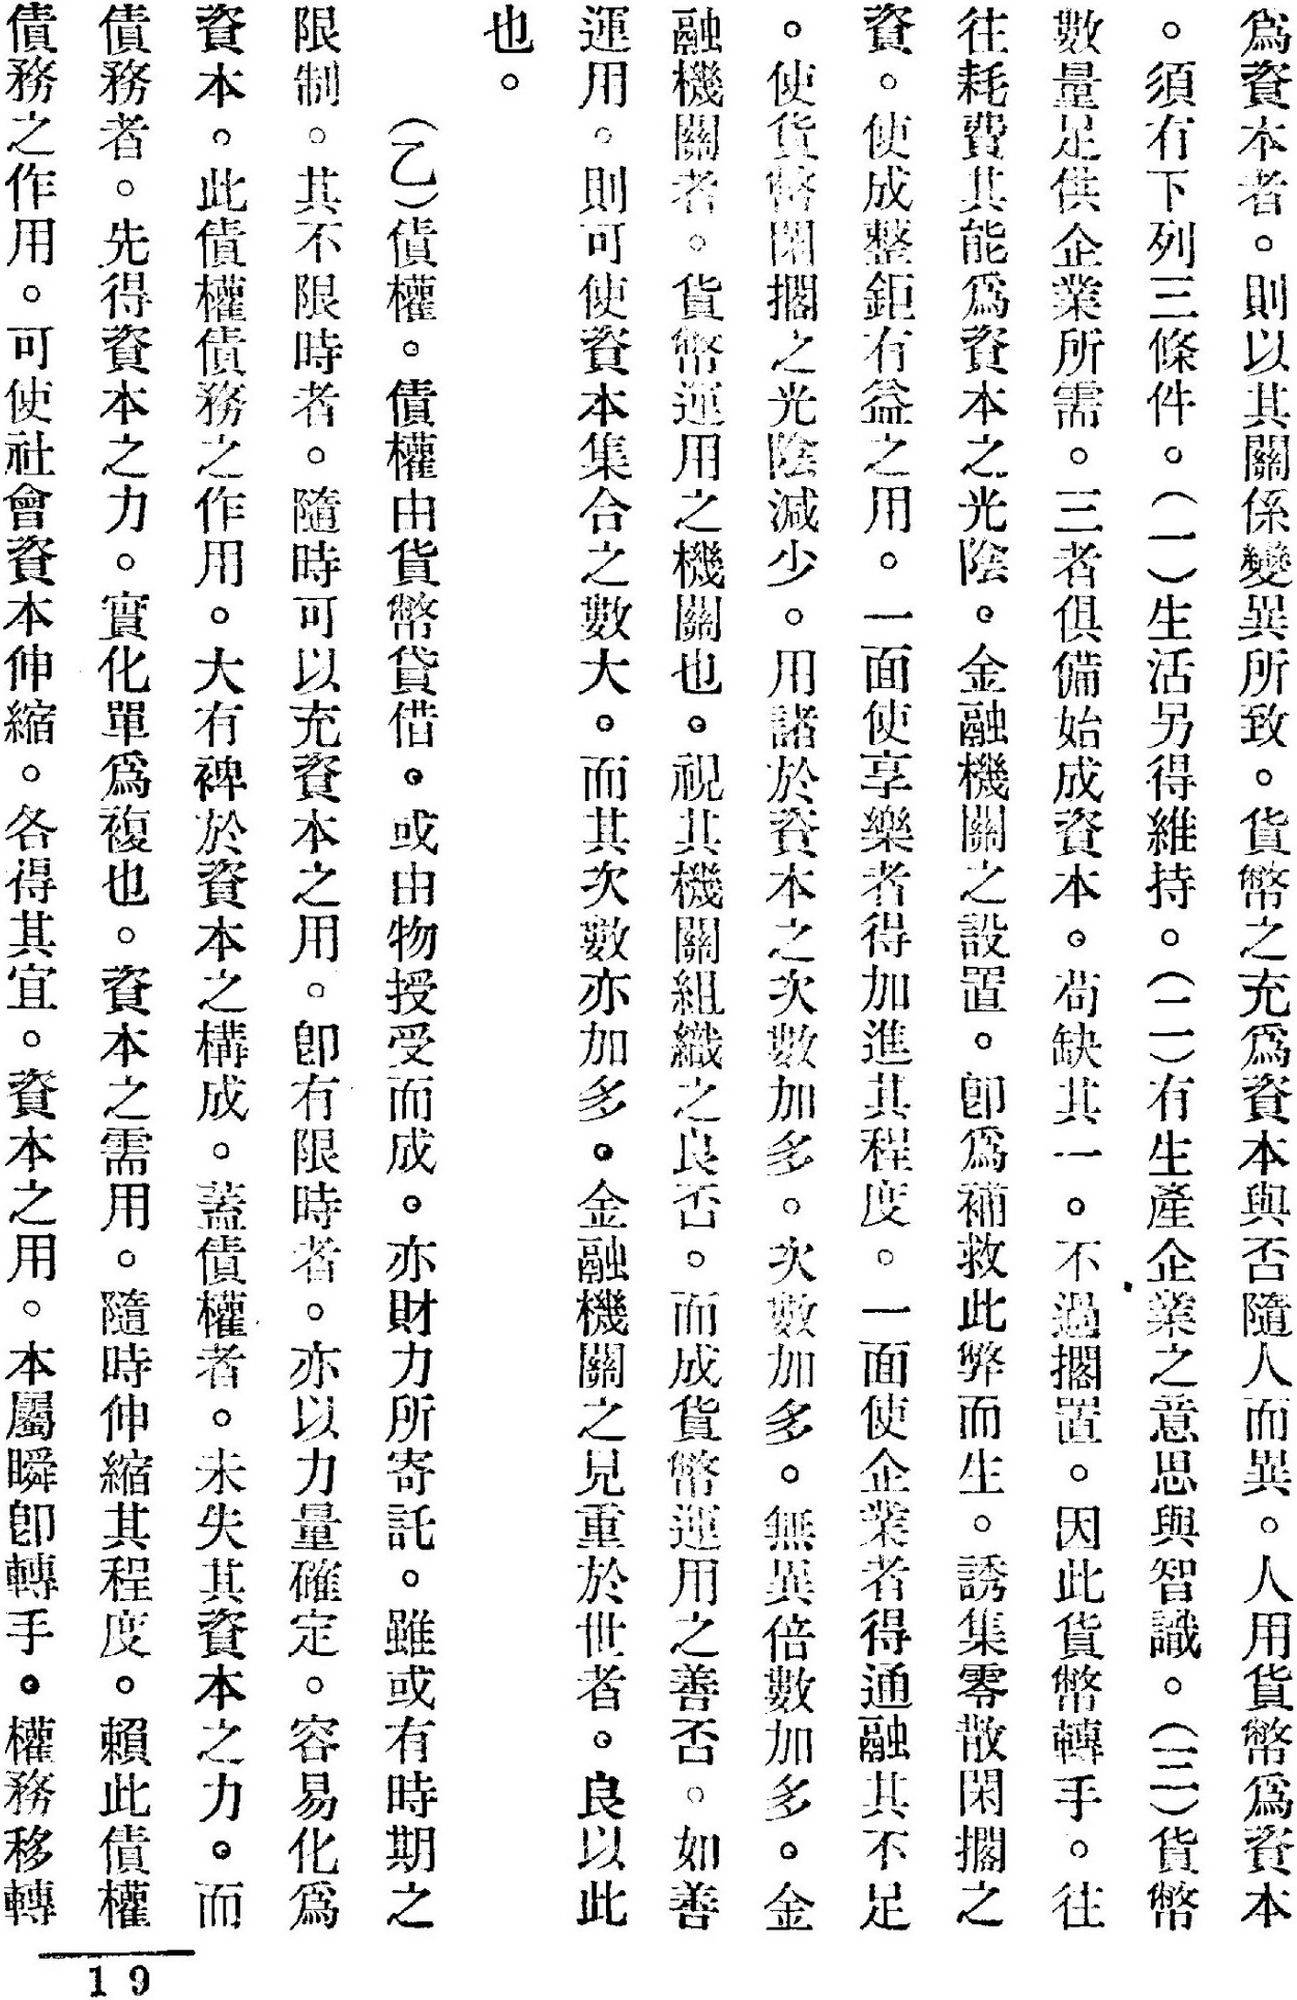 爲資本者。則以其關係變異所致。貨幣之充爲資本與否隨人而異。人用貨幣爲資本
。須有下列三條件。(一)生活另得維持。(二)有生產企業之意思與智識。(三)貨幣
數量足供企業所需。三者俱備始成資本。苟缺其一。不過擱置。因此貨幣轉手。往
往耗費其能爲資本之光陰。金融機關之設置。卽爲補救此弊而生。誘集零散閑擱之
資。使成整鉅有益之用。一面使享樂者得加進其程度。一面使企業者得通融其不足
。使貨幣閑擱之光陰減少。用諸於資本之次數加多。次數加多。無異倍數加多。金
融機關者。貨幣運用之機關也。視其機關組織之良否。而成貨幣運用之善否。如善
運用。則可使資本集合之數大。而其次數亦加多。金融機關之見重於世者。良以此
也。
(乙)債權。債權由貨幣貸借。或由物授受而成。亦財力所寄託。雖或有時期之
限制。其不限時者。隨時可以充資本之用。卽有限時者。亦以力量確定。容易化爲
資本。此債權債務之作用。大有裨於資本之構成。蓋債權者。未失其資本之力。而
債務者。先得資本之力。實化單爲複也。資本之需用。隨時伸縮其程度。賴此債權
債務之作用。可使社會資本伸縮。各得其宜。資本之用。本屬瞬卽轉手。權務移轉
19